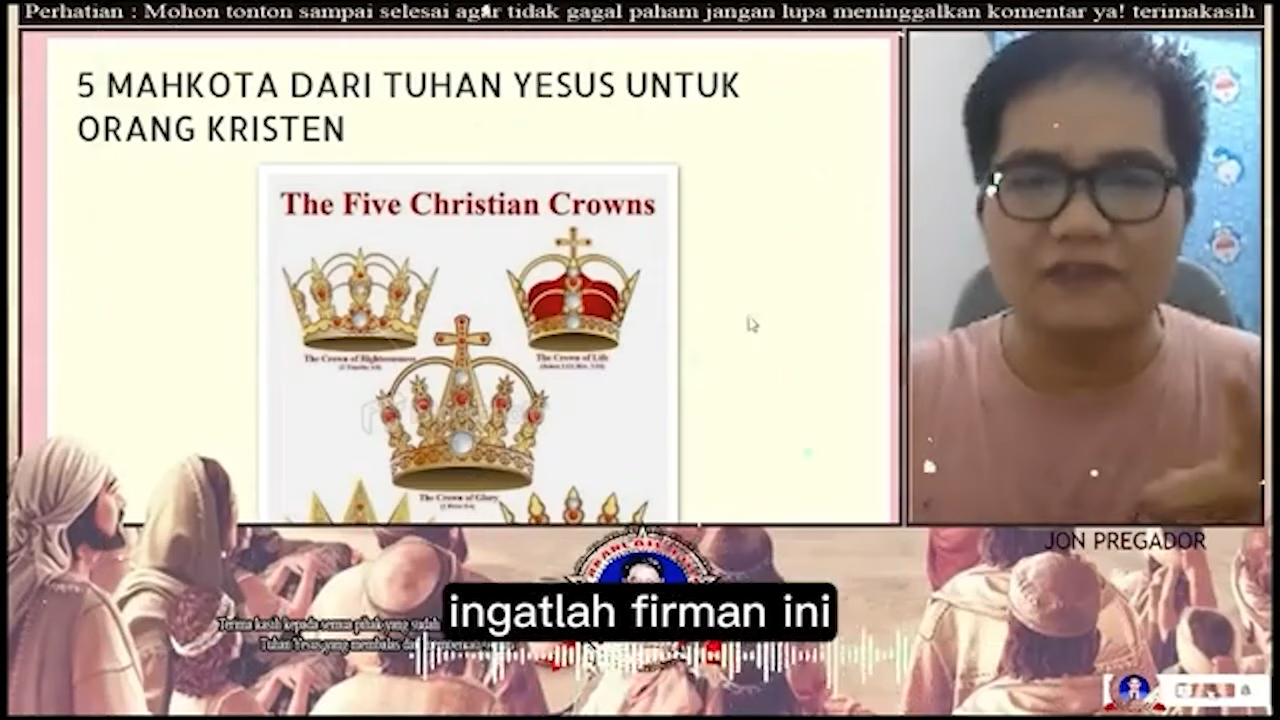 Perhatian : Mohon tonton sampai selesai agar tidak gagal paham jangan lupa meninggalkan komentar ya! terimakasih
5 MAHKOTA DARI TUHAN YESUS UNTUK
ORANG KRISTEN
The Five Christian Crowns
The Crown of Righteousness
The Crown of Life
The Crown of Glory
JON PREGADOR
ingatlah firman ini
Terima kasih kepada semua pihak yang sudah
Tuhan Yesus yang membalas dan